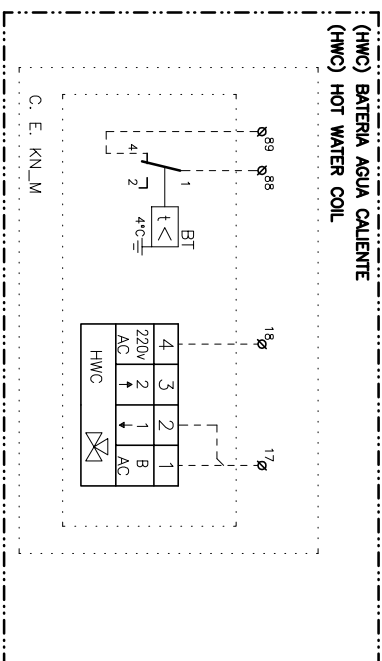 (HWC) BATERIA AGUA CALIENTE
(HWC) HOT WATER COIL
89
88
18
17
4
1
2
t <
BT
4°C
4 3 2 1
220v 2 1 B
AC AC
HWC
C. E. KN_M